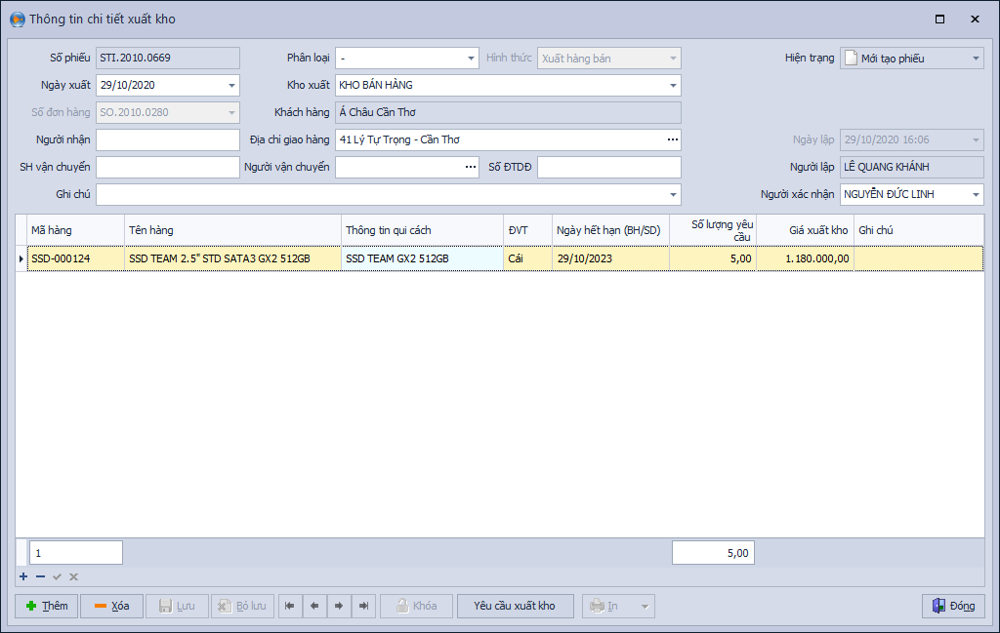 Thông tin chi tiết xuất kho
Số phiếu STI.2010.0669 Phân loại - Hình thức Xuất hàng bán Hiện trạng Mới tạo phiếu
Ngày xuất 29/10/2020 Kho xuất KHO BÁN HÀNG
Số đơn hàng SO.2010.0280 Khách hàng Á Châu Cần Thơ
Người nhận Địa chỉ giao hàng 41 Lý Tự Trọng - Cần Thơ ... Ngày lập 29/10/2020 16:06
SH vận chuyển Người vận chuyển ... Số ĐTDĐ Người lập LÊ QUANG KHÁNH
Ghi chú Người xác nhận NGUYỄN ĐỨC LINH
Mã hàng Tên hàng Thông tin qui cách ĐVT Ngày hết hạn (BH/SD) Số lượng yêu cầu Giá xuất kho Ghi chú
SSD-000124 SSD TEAM 2.5" STD SATA3 GX2 512GB SSD TEAM GX2 512GB Cái 29/10/2023 5,00 1.180.000,00
1 5,00
Thêm Xóa Lưu Bỏ lưu Khóa Yêu cầu xuất kho In Đóng